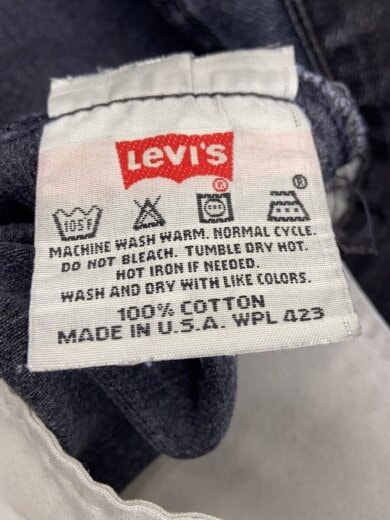 LEVI'S
®
105F
®
MACHINE WASH WARM. NORMAL CYCLE.
DO NOT BLEACH. TUMBLE DRY HOT.
HOT IRON IF NEEDED.
WASH AND DRY WITH LIKE COLORS.
100% COTTON
MADE IN U.S.A. WPL 423